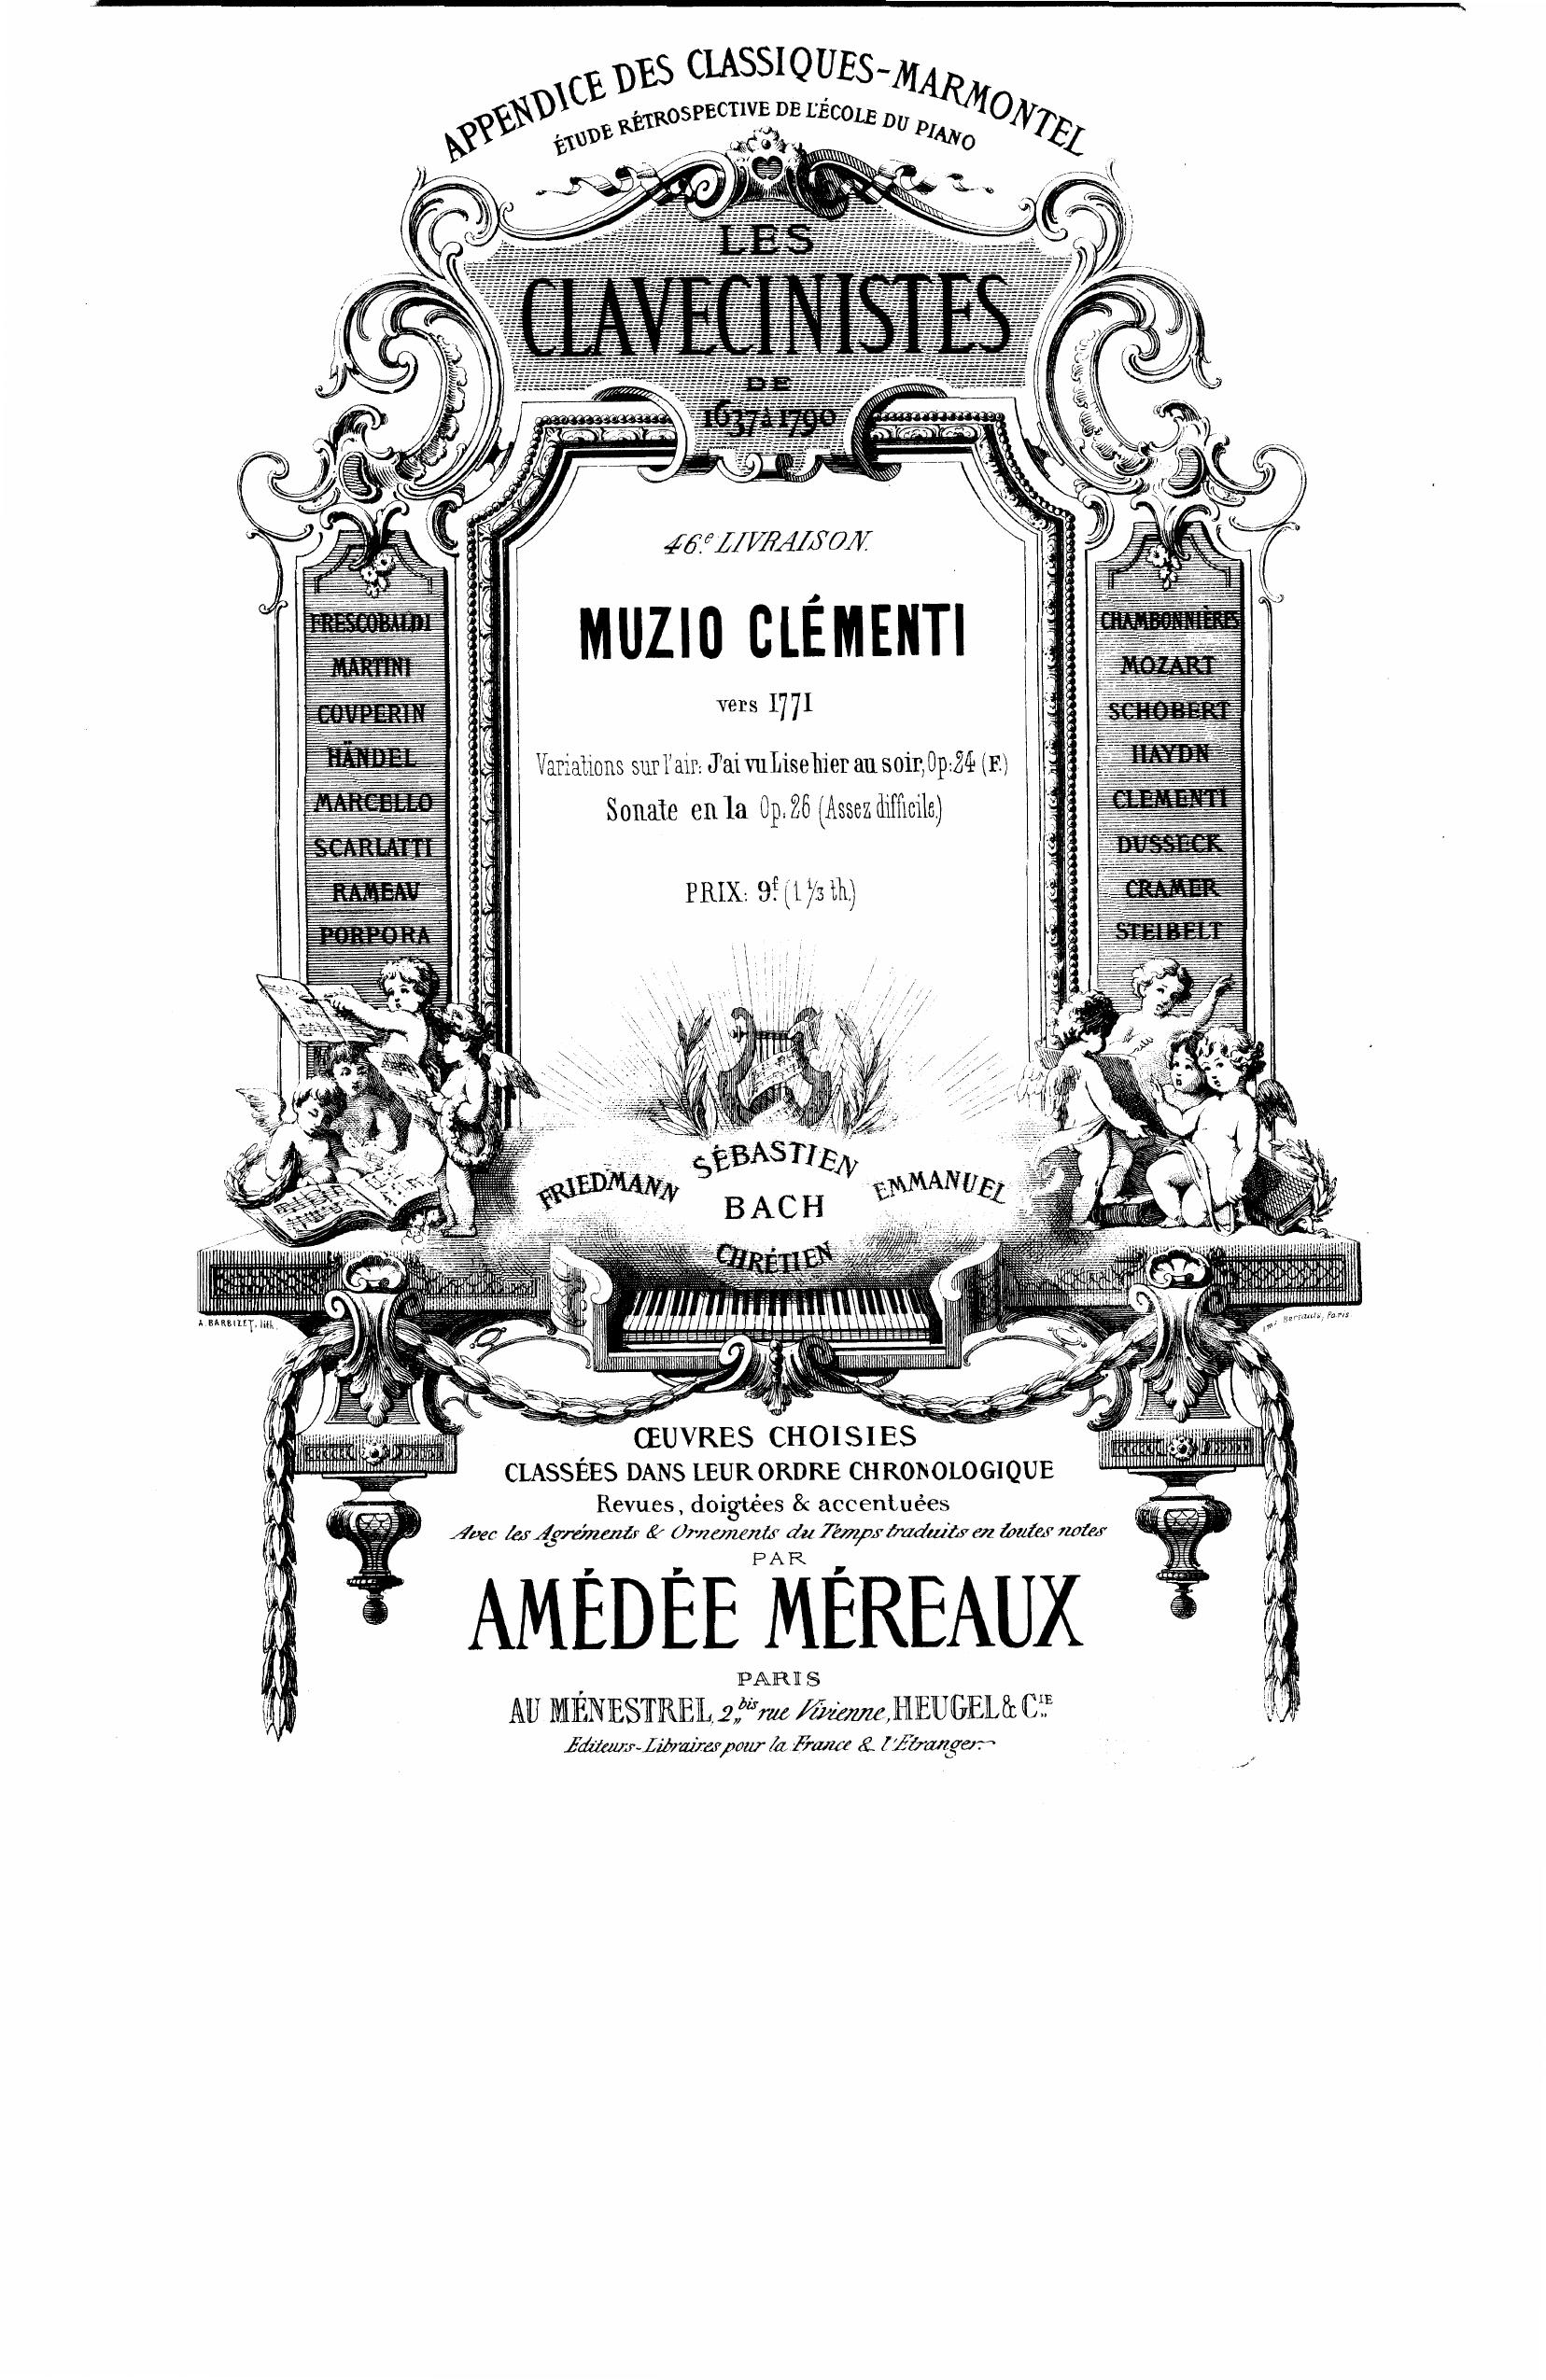 APPENDICE DES CLASSIQUES-MARMONTEL
ÉTUDE RÉTROSPECTIVE DE L'ÉCOLE DU PIANO
LES
CLAVECINISTES
DE
1637 à 1790
46.e LIVRAISON.
MUZIO CLÉMENTI
vers 1771
Variations sur l'air: J'ai vu Lise hier au soir, Op:24 (F.)
Sonate en la Op. 26 (Assez difficile.)
PRIX: 9.f (1 1/3 th.)
FRESCOBALDI
MARTINI
COVPERIN
HÄNDEL
MARCELLO
SCARLATTI
RAMEAV
PORPORA
CHAMBONNIÈRES
MOZART
SCHOBERT
HAYDN
CLEMENTI
DUSSECK
CRAMER
STEIBELT
FRIEDMANN SÉBASTIEN EMMANUEL
BACH
CHRÉTIEN
A. BARBIZET, lith.
Paris
ŒUVRES CHOISIES
CLASSÉES DANS LEUR ORDRE CHRONOLOGIQUE
Revues, doigtées & accentuées
Avec les Agréments & Ornements du Temps traduits en toutes notes
PAR
AMÉDÉE MÉREAUX
PARIS
AU MÉNESTREL, 2 bis rue Vivienne, HEUGEL & C.IE
Editeurs-Libraires pour la France & l'Étranger.